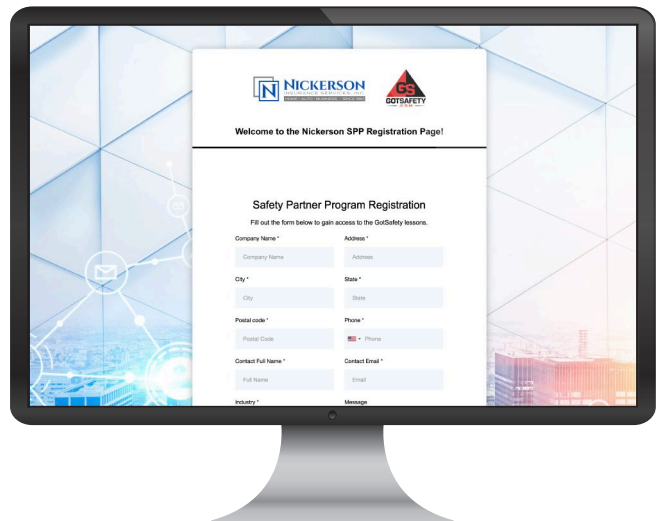 N NICKERSON
INSURANCE SERVICES, INC.
GS
GOTSAFETY
.COM
Welcome to the Nickerson SPP Registration Page!
Safety Partner Program Registration
Fill out the form below to gain access to the GotSafety lessons.
Company Name * Address *
Company Name Address
City * State *
City State
Postal code * Phone *
Postal Code Phone
Contact Full Name * Contact Email *
Full Name Email
Industry * Message